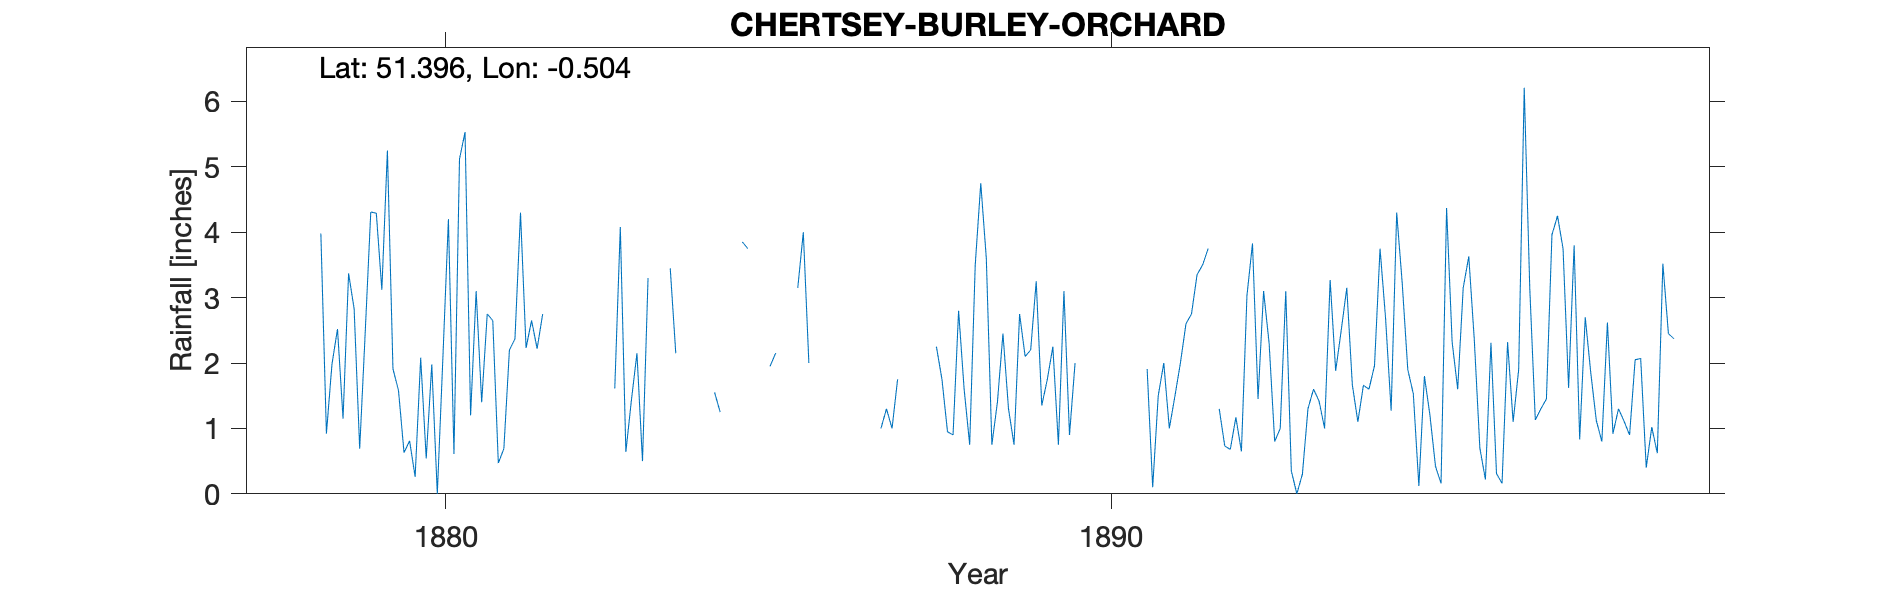 CHERTSEY-BURLEY-ORCHARD
Lat: 51.396, Lon: -0.504
Rainfall [inches]
6
5
4
3
2
1
0
1880
1890
Year